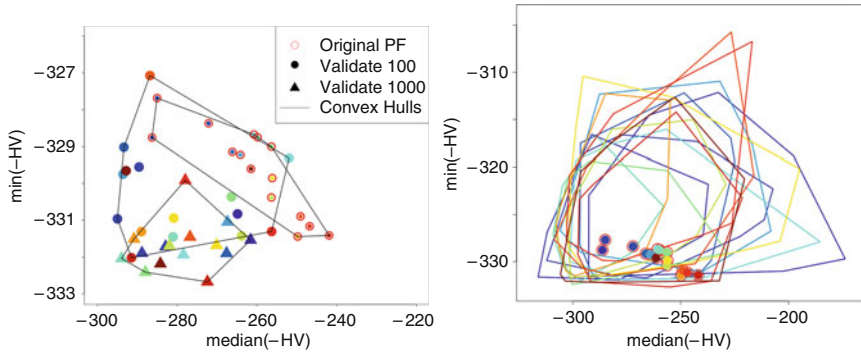 Original PF
Validate 100
Validate 1000
Convex Hulls
−327
−329
−331
−333
min(−HV)
−300
−280
−260
−240
−220
median(−HV)
−310
−320
−330
min(−HV)
−300
−250
−200
median(−HV)